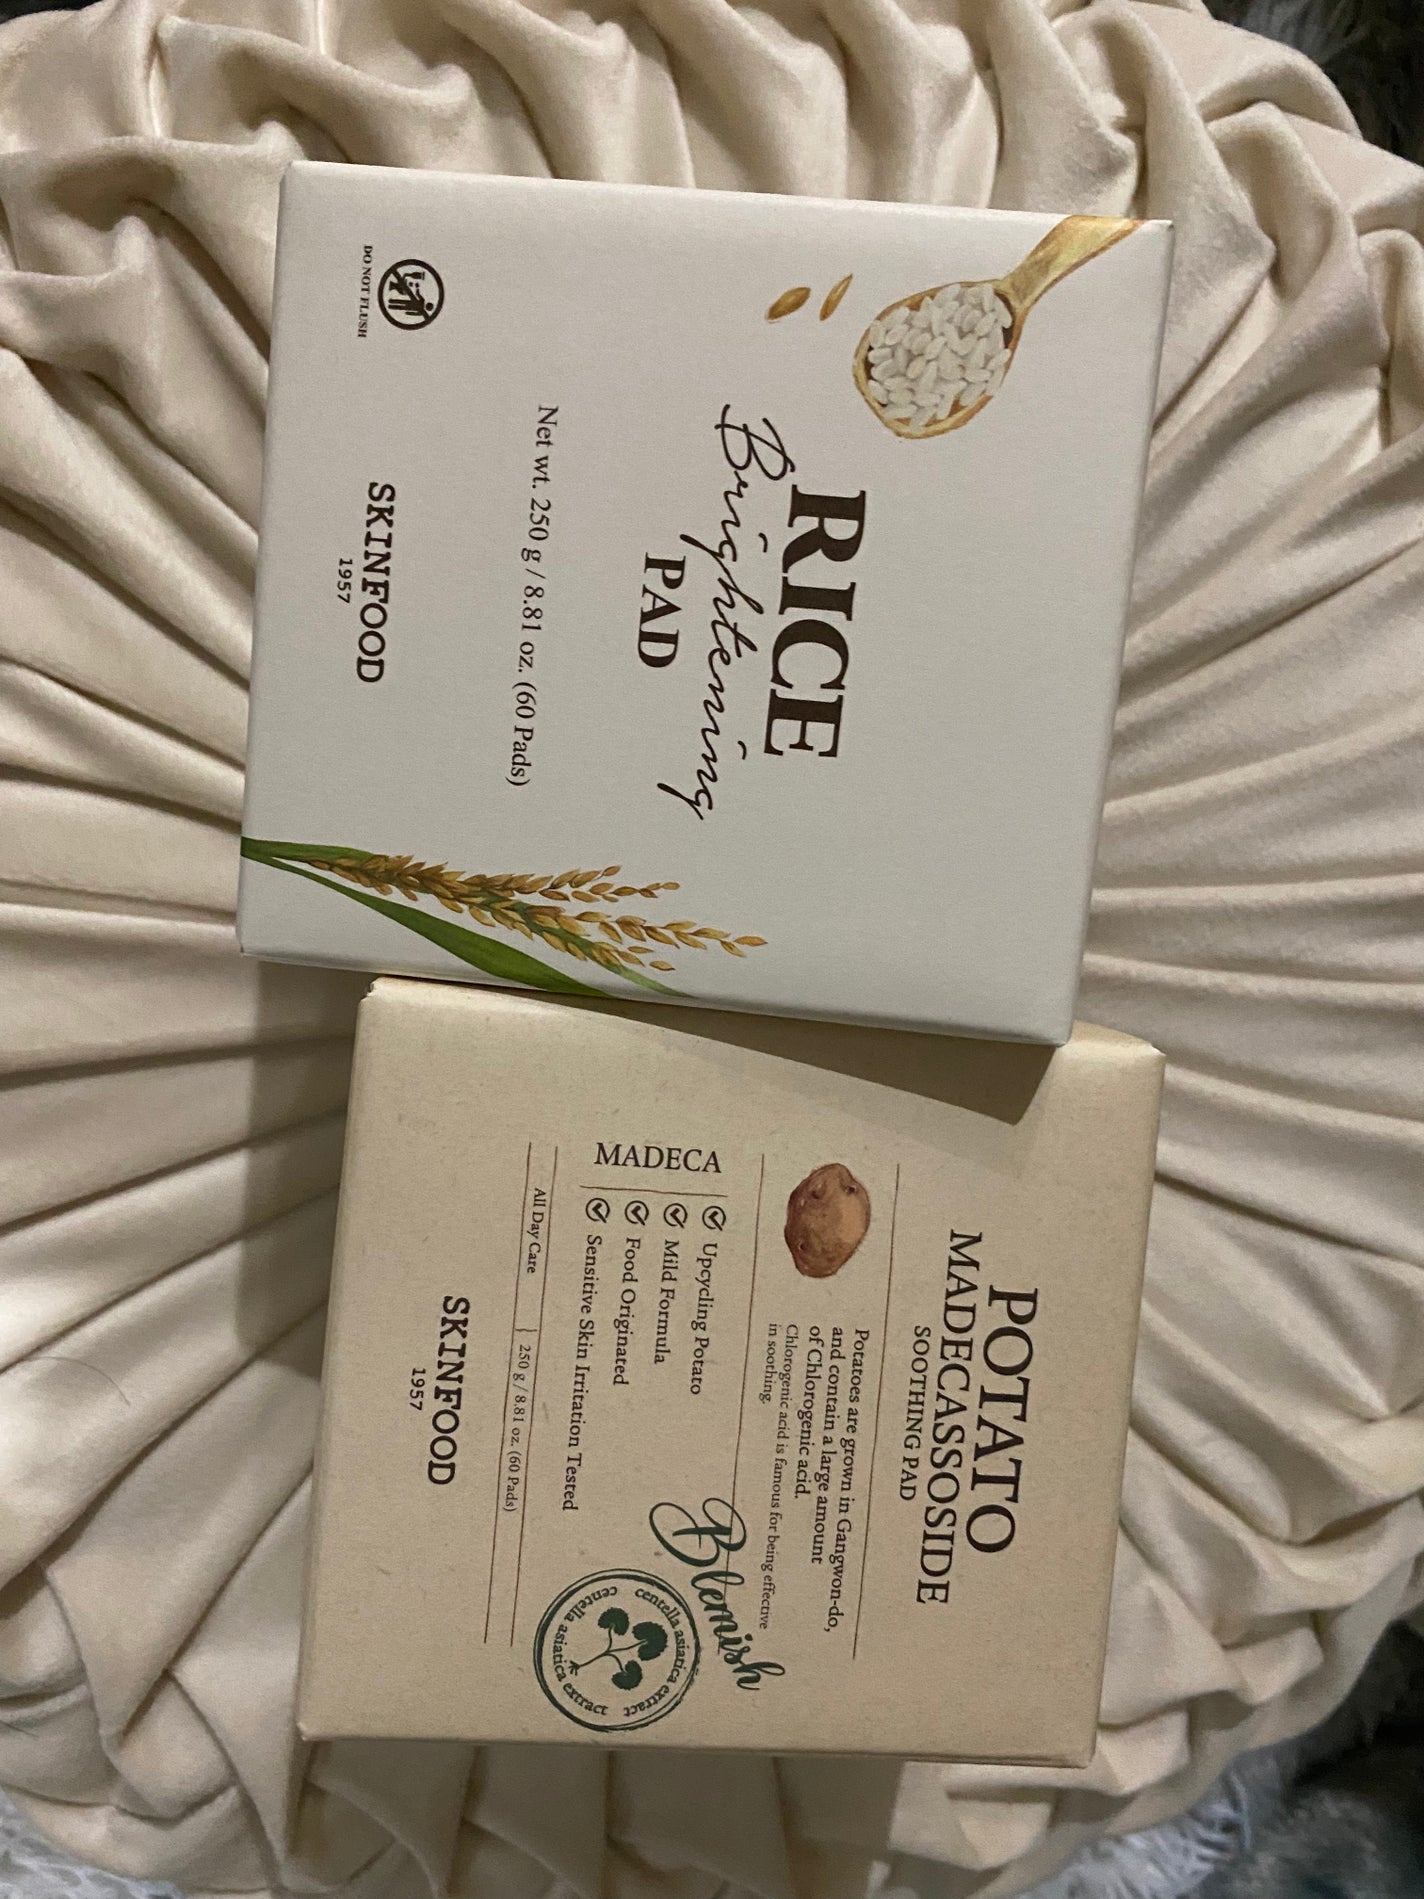 RICE
Brightening
PAD
Net wt. 250 g / 8.81 oz. (60 Pads)
SKINFOOD
1957
DO NOT FLUSH
POTATO
MADECASSOSIDE
SOOTHING PAD
Potatoes are grown in Gangwon-do,
and contain a large amount
of Chlorogenic acid.
Chlorogenic acid is famous for being effective
in soothing.
MADECA
Upcycling Potato
Mild Formula
Food Originated
Sensitive Skin Irritation Tested
Blemish
centella asiatica extract
centella asiatica extract
All Day Care
250 g / 8.81 oz. (60 Pads)
SKINFOOD
1957